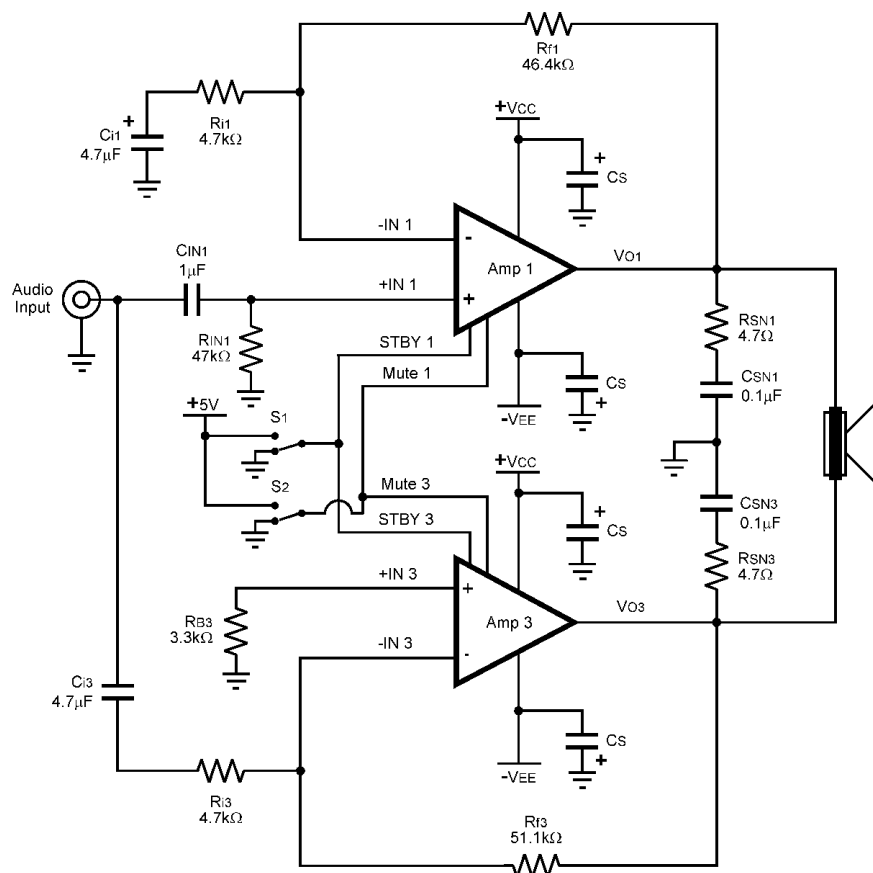 Rf1
46.4kΩ
+VCC
Ri1
4.7kΩ
+
Ci1
4.7µF
+
CS
-IN 1
-
Amp 1
VO1
CIN1
1µF
Audio
Input
+IN 1
+
RIN1
47kΩ
STBY 1
Mute 1
RSN1
4.7Ω
CSN1
0.1µF
CS
+
-VEE
+5V
S1
S2
+VCC
Mute 3
STBY 3
+
CS
CSN3
0.1µF
RSN3
4.7Ω
+IN 3
+
Amp 3
VO3
RB3
3.3kΩ
-IN 3
-
Ci3
4.7µF
CS
+
-VEE
Ri3
4.7kΩ
Rf3
51.1kΩ